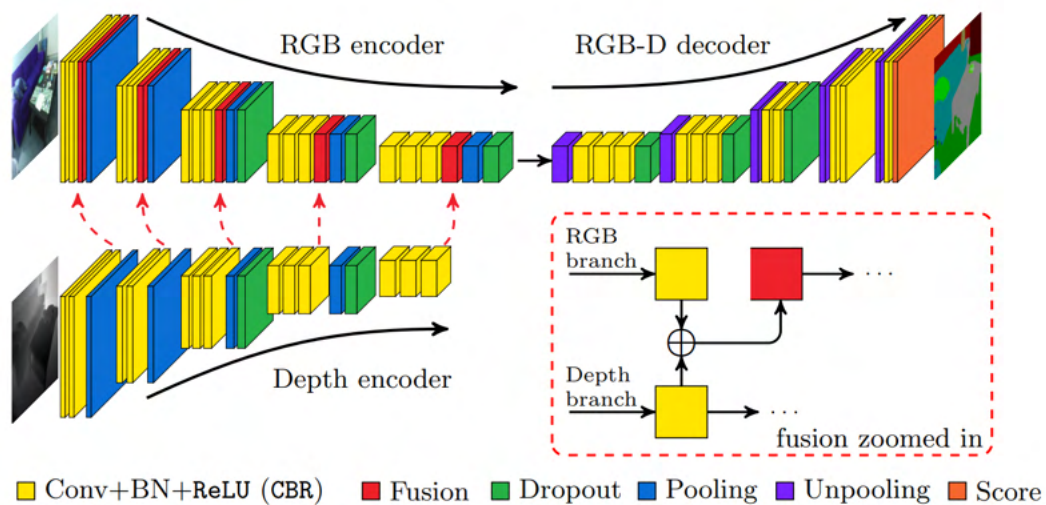 RGB encoder
RGB-D decoder
RGB
branch
Depth encoder
Depth
branch
· · ·
· · ·
fusion zoomed in
Conv+BN+ReLU (CBR)
Fusion
Dropout
Pooling
Unpooling
Score